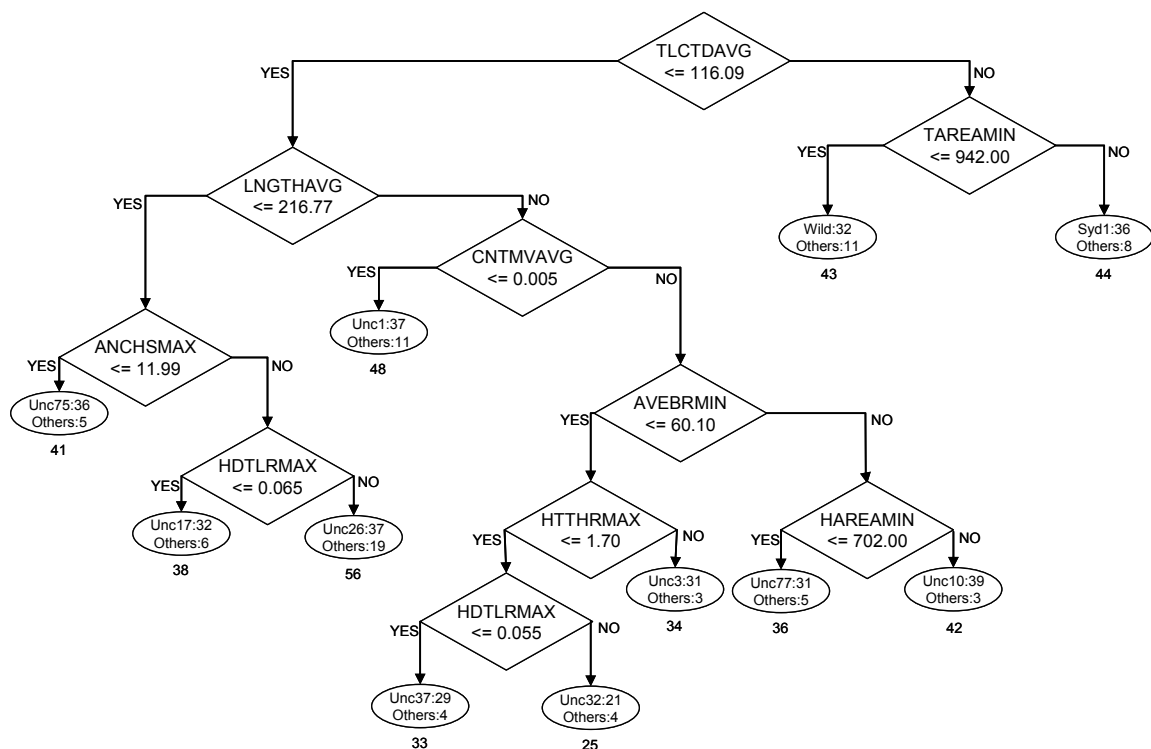 TLCTDAVG
<= 116.09
YES
NO
TAREAMIN
<= 942.00
YES
NO
Wild:32
Others:11
43
Syd1:36
Others:8
44
LNGTHAVG
<= 216.77
YES
NO
CNTMVAVG
<= 0.005
YES
NO
Unc1:37
Others:11
48
ANCHSMAX
<= 11.99
YES
NO
Unc75:36
Others:5
41
HDTLRMAX
<= 0.065
YES
NO
Unc17:32
Others:6
38
Unc26:37
Others:19
56
AVEBRMIN
<= 60.10
YES
NO
HTTHRMAX
<= 1.70
YES
NO
Unc3:31
Others:3
34
HAREAMIN
<= 702.00
YES
NO
Unc77:31
Others:5
36
Unc10:39
Others:3
42
HDTLRMAX
<= 0.055
YES
NO
Unc37:29
Others:4
33
Unc32:21
Others:4
25